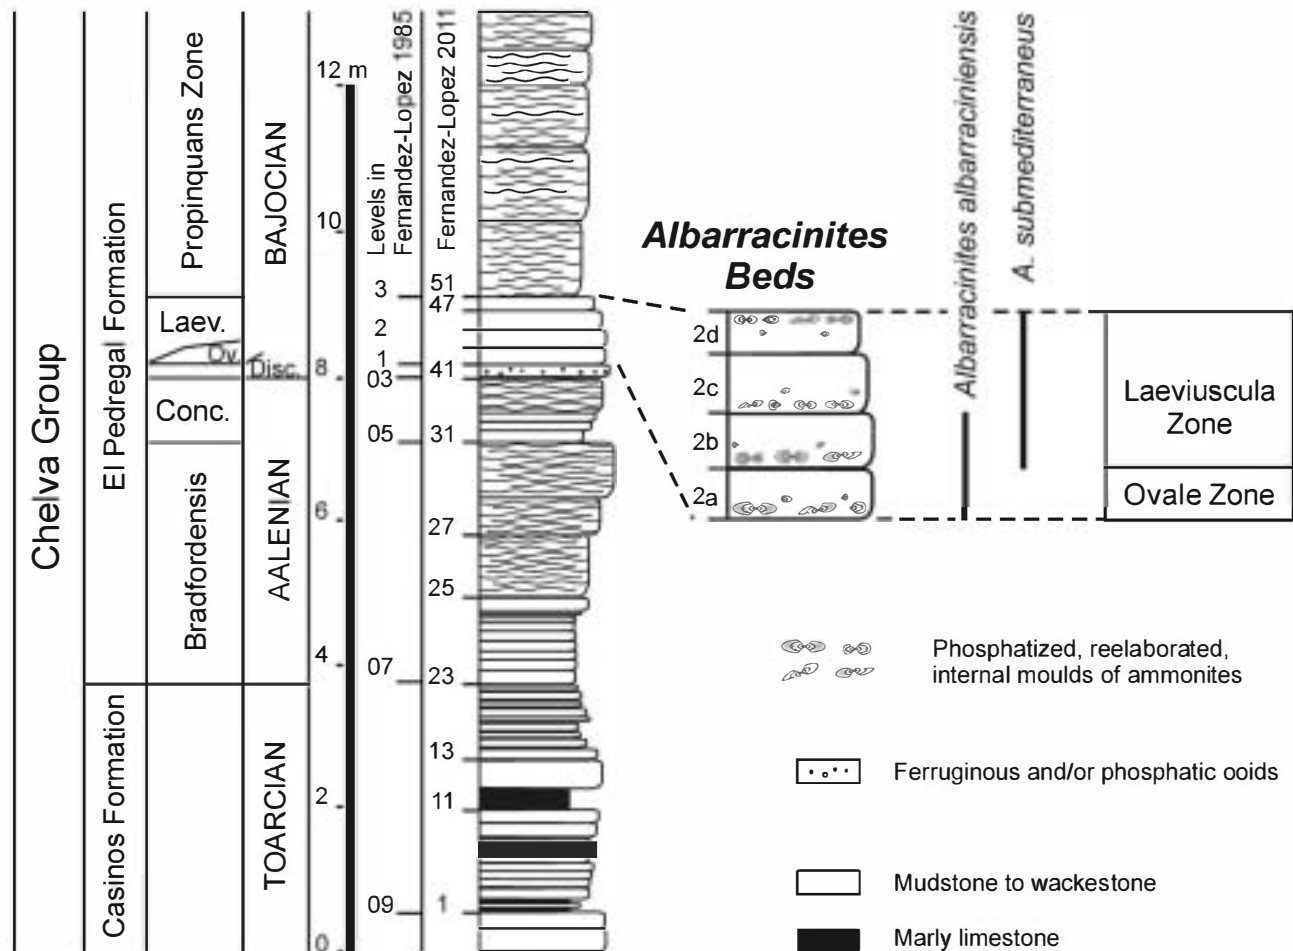 Chelva Group
El Pedregal Formation
Casinos Formation
Propinquans Zone
Laev.
Ov.
Disc.
Conc.
Bradfordensis
BAJOCIAN
AALENIAN
TOARCIAN
12 m
10
8
6
4
2
0
Levels in
Fernandez-Lopez 1985
3
2
1
03
05
07
09
Fernandez-Lopez 2011
51
47
41
31
27
25
23
13
11
1
Albarracinites
Beds
2d
2c
2b
2a
Albarracinites albarraciniensis
A. submediterraneus
Laeviuscula
Zone
Ovale Zone
Phosphatized, reelaborated,
internal moulds of ammonites
Ferruginous and/or phosphatic ooids
Mudstone to wackestone
Marly limestone